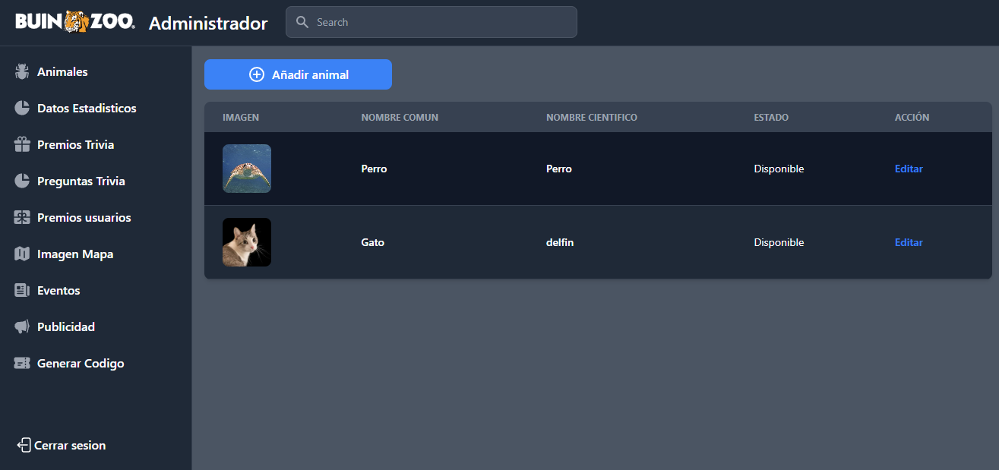 BUIN ZOO. Administrador
Search
Animales
Datos Estadisticos
Premios Trivia
Preguntas Trivia
Premios usuarios
Imagen Mapa
Eventos
Publicidad
Generar Codigo
Cerrar sesion
Añadir animal
IMAGEN NOMBRE COMUN NOMBRE CIENTIFICO ESTADO ACCIÓN
Perro Perro Disponible Editar
Gato delfin Disponible Editar